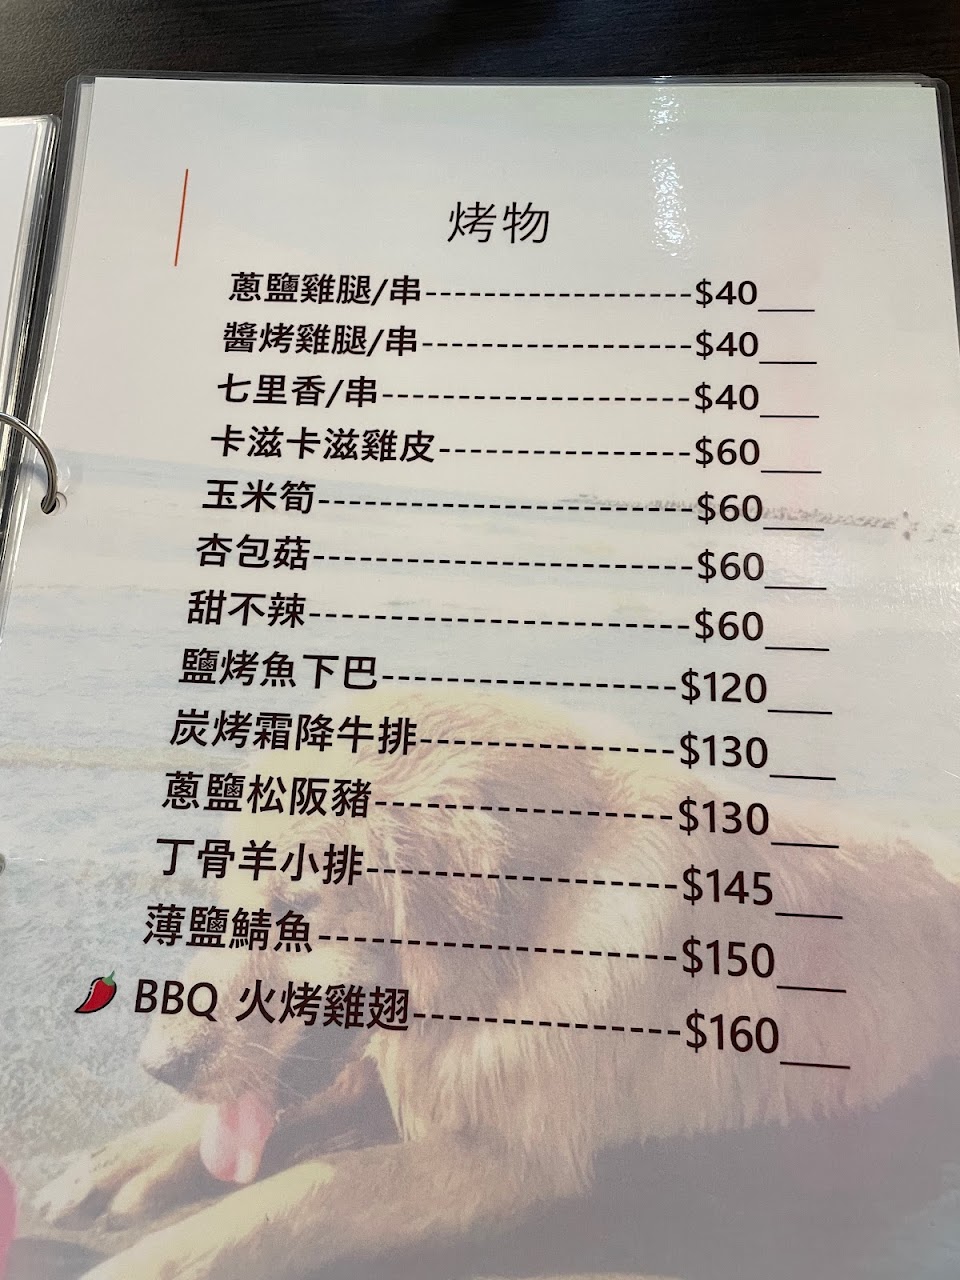 烤物
蔥鹽雞腿/串------------------$40___
醬烤雞腿/串------------------$40___
七里香/串---------------------$40___
卡滋卡滋雞皮-----------------$60___
玉米筍-------------------------$60___
杏包菇-------------------------$60___
甜不辣-------------------------$60___
鹽烤魚下巴-------------------$120___
炭烤霜降牛排----------------$130___
蔥鹽松阪豬-------------------$130___
丁骨羊小排-------------------$145___
薄鹽鯖魚----------------------$150___
BBQ 火烤雞翅----------------$160___